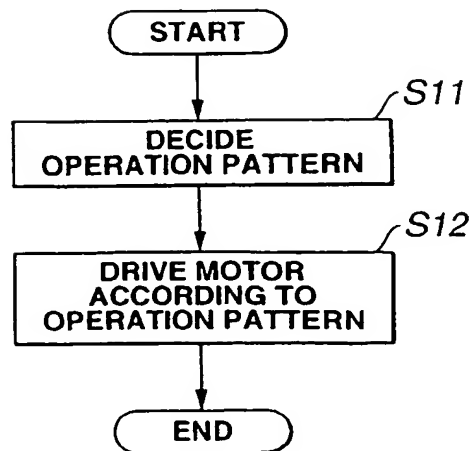 START
S11
DECIDE
OPERATION PATTERN
S12
DRIVE MOTOR
ACCORDING TO
OPERATION PATTERN
END